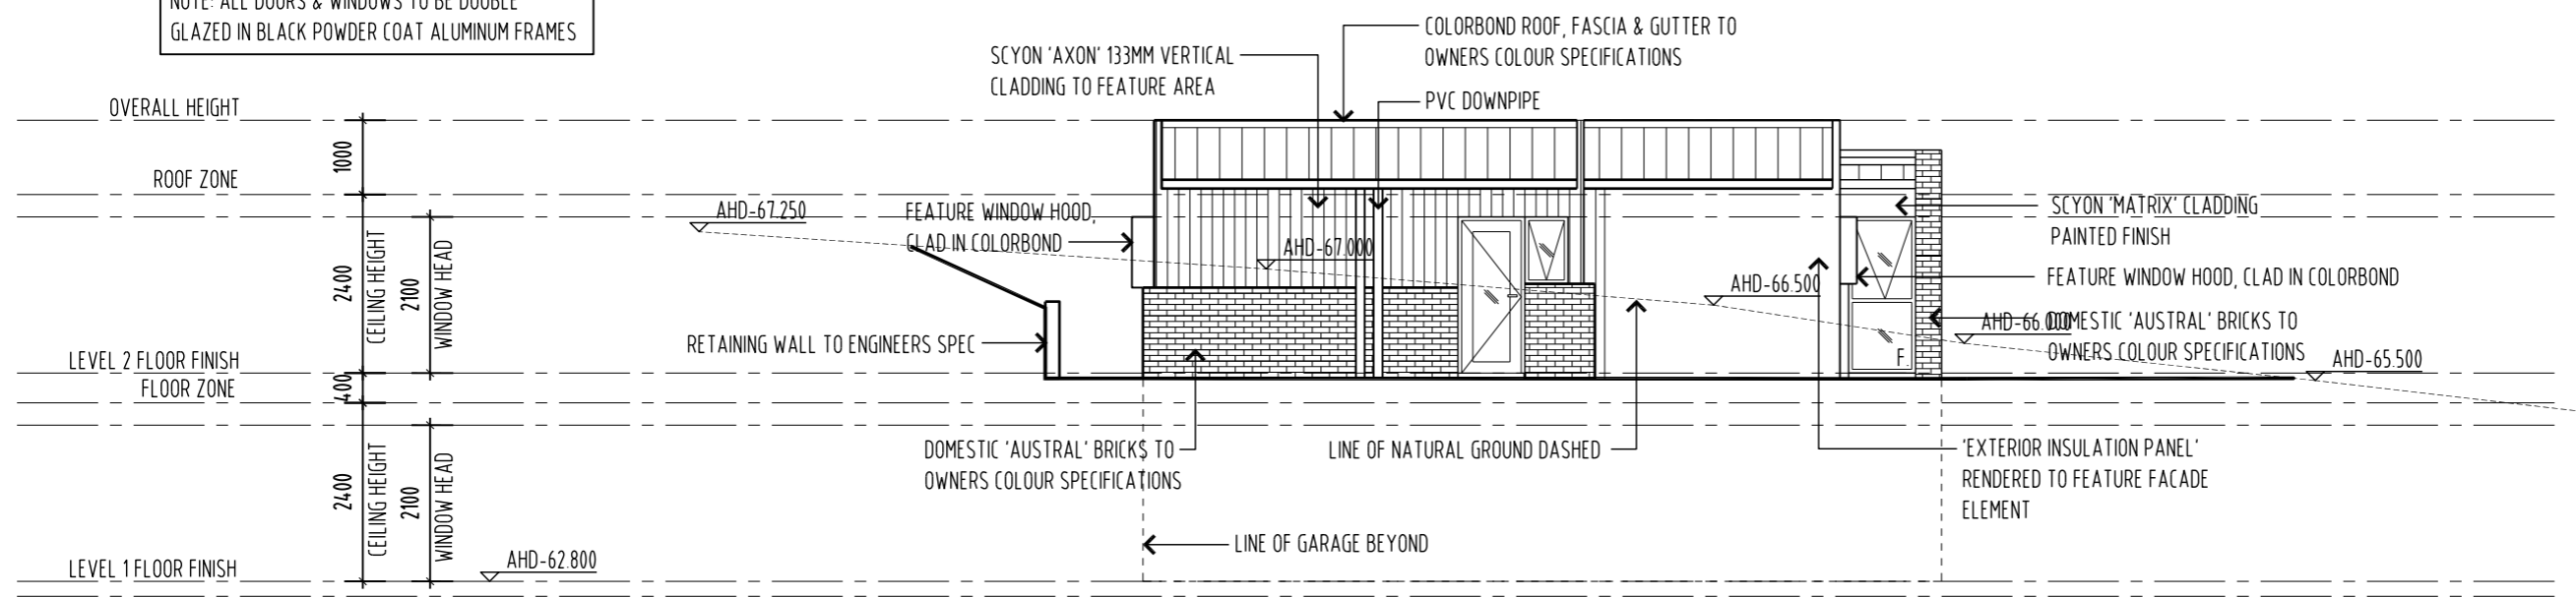 NOTE: ALL DOORS & WINDOWS TO BE DOUBLE
GLAZED IN BLACK POWDER COAT ALUMINUM FRAMES
COLORBOND ROOF, FASCIA & GUTTER TO
OWNERS COLOUR SPECIFICATIONS
SCYON 'AXON' 133MM VERTICAL
CLADDING TO FEATURE AREA
PVC DOWNPIPE
OVERALL HEIGHT
1000
ROOF ZONE
AHD-67.250
FEATURE WINDOW HOOD,
CLAD IN COLORBOND
AHD-67.000
SCYON 'MATRIX' CLADDING
PAINTED FINISH
2400
CEILING HEIGHT
2100
WINDOW HEAD
AHD-66.500
FEATURE WINDOW HOOD, CLAD IN COLORBOND
RETAINING WALL TO ENGINEERS SPEC
AHD-66.000
DOMESTIC 'AUSTRAL' BRICKS TO
OWNERS COLOUR SPECIFICATIONS
F.
AHD-65.500
LEVEL 2 FLOOR FINISH
FLOOR ZONE
400
DOMESTIC 'AUSTRAL' BRICKS TO
OWNERS COLOUR SPECIFICATIONS
LINE OF NATURAL GROUND DASHED
'EXTERIOR INSULATION PANEL'
RENDERED TO FEATURE FACADE
ELEMENT
2400
CEILING HEIGHT
2100
WINDOW HEAD
LINE OF GARAGE BEYOND
LEVEL 1 FLOOR FINISH
AHD-62.800